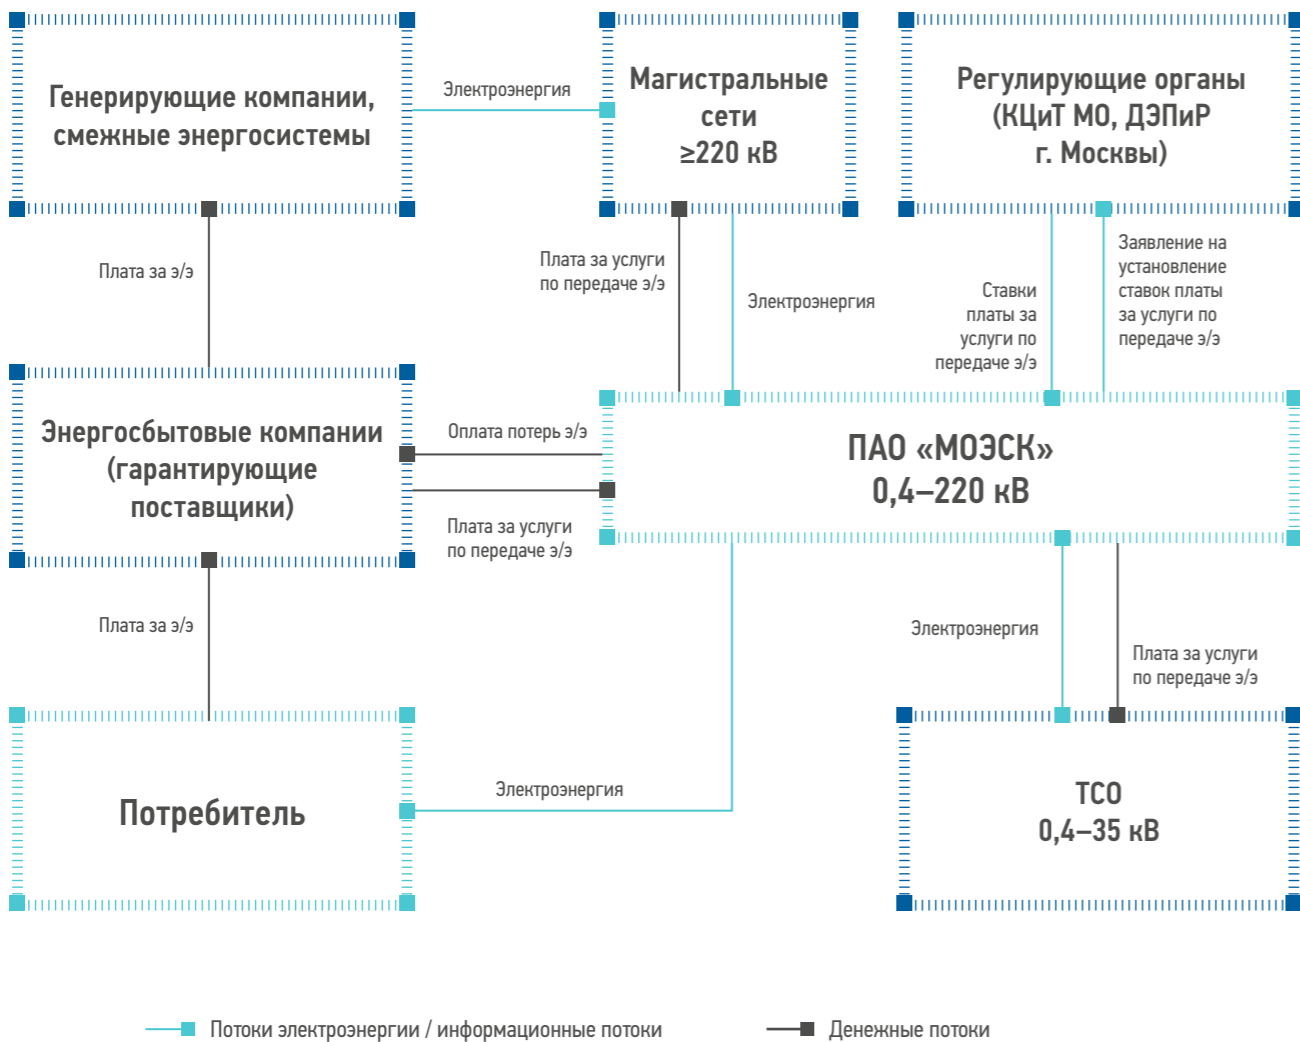 Генерирующие компании,
смежные энергосистемы
Электроэнергия
Магистральные
сети
≥220 кВ
Регулирующие органы
(КЦиТ МО, ДЭПиР
г. Москвы)
Плата за э/э
Плата за услуги
по передаче э/э
Электроэнергия
Ставки
платы за
услуги по
передаче э/э
Заявление на
установление
ставок платы
за услуги по
передаче э/э
Энергосбытовые компании
(гарантирующие
поставщики)
Оплата потерь э/э
Плата за услуги
по передаче э/э
ПАО «МОЭСК»
0,4–220 кВ
Плата за э/э
Электроэнергия
Плата за услуги
по передаче э/э
Потребитель
Электроэнергия
ТСО
0,4–35 кВ
Потоки электроэнергии / информационные потоки
Денежные потоки